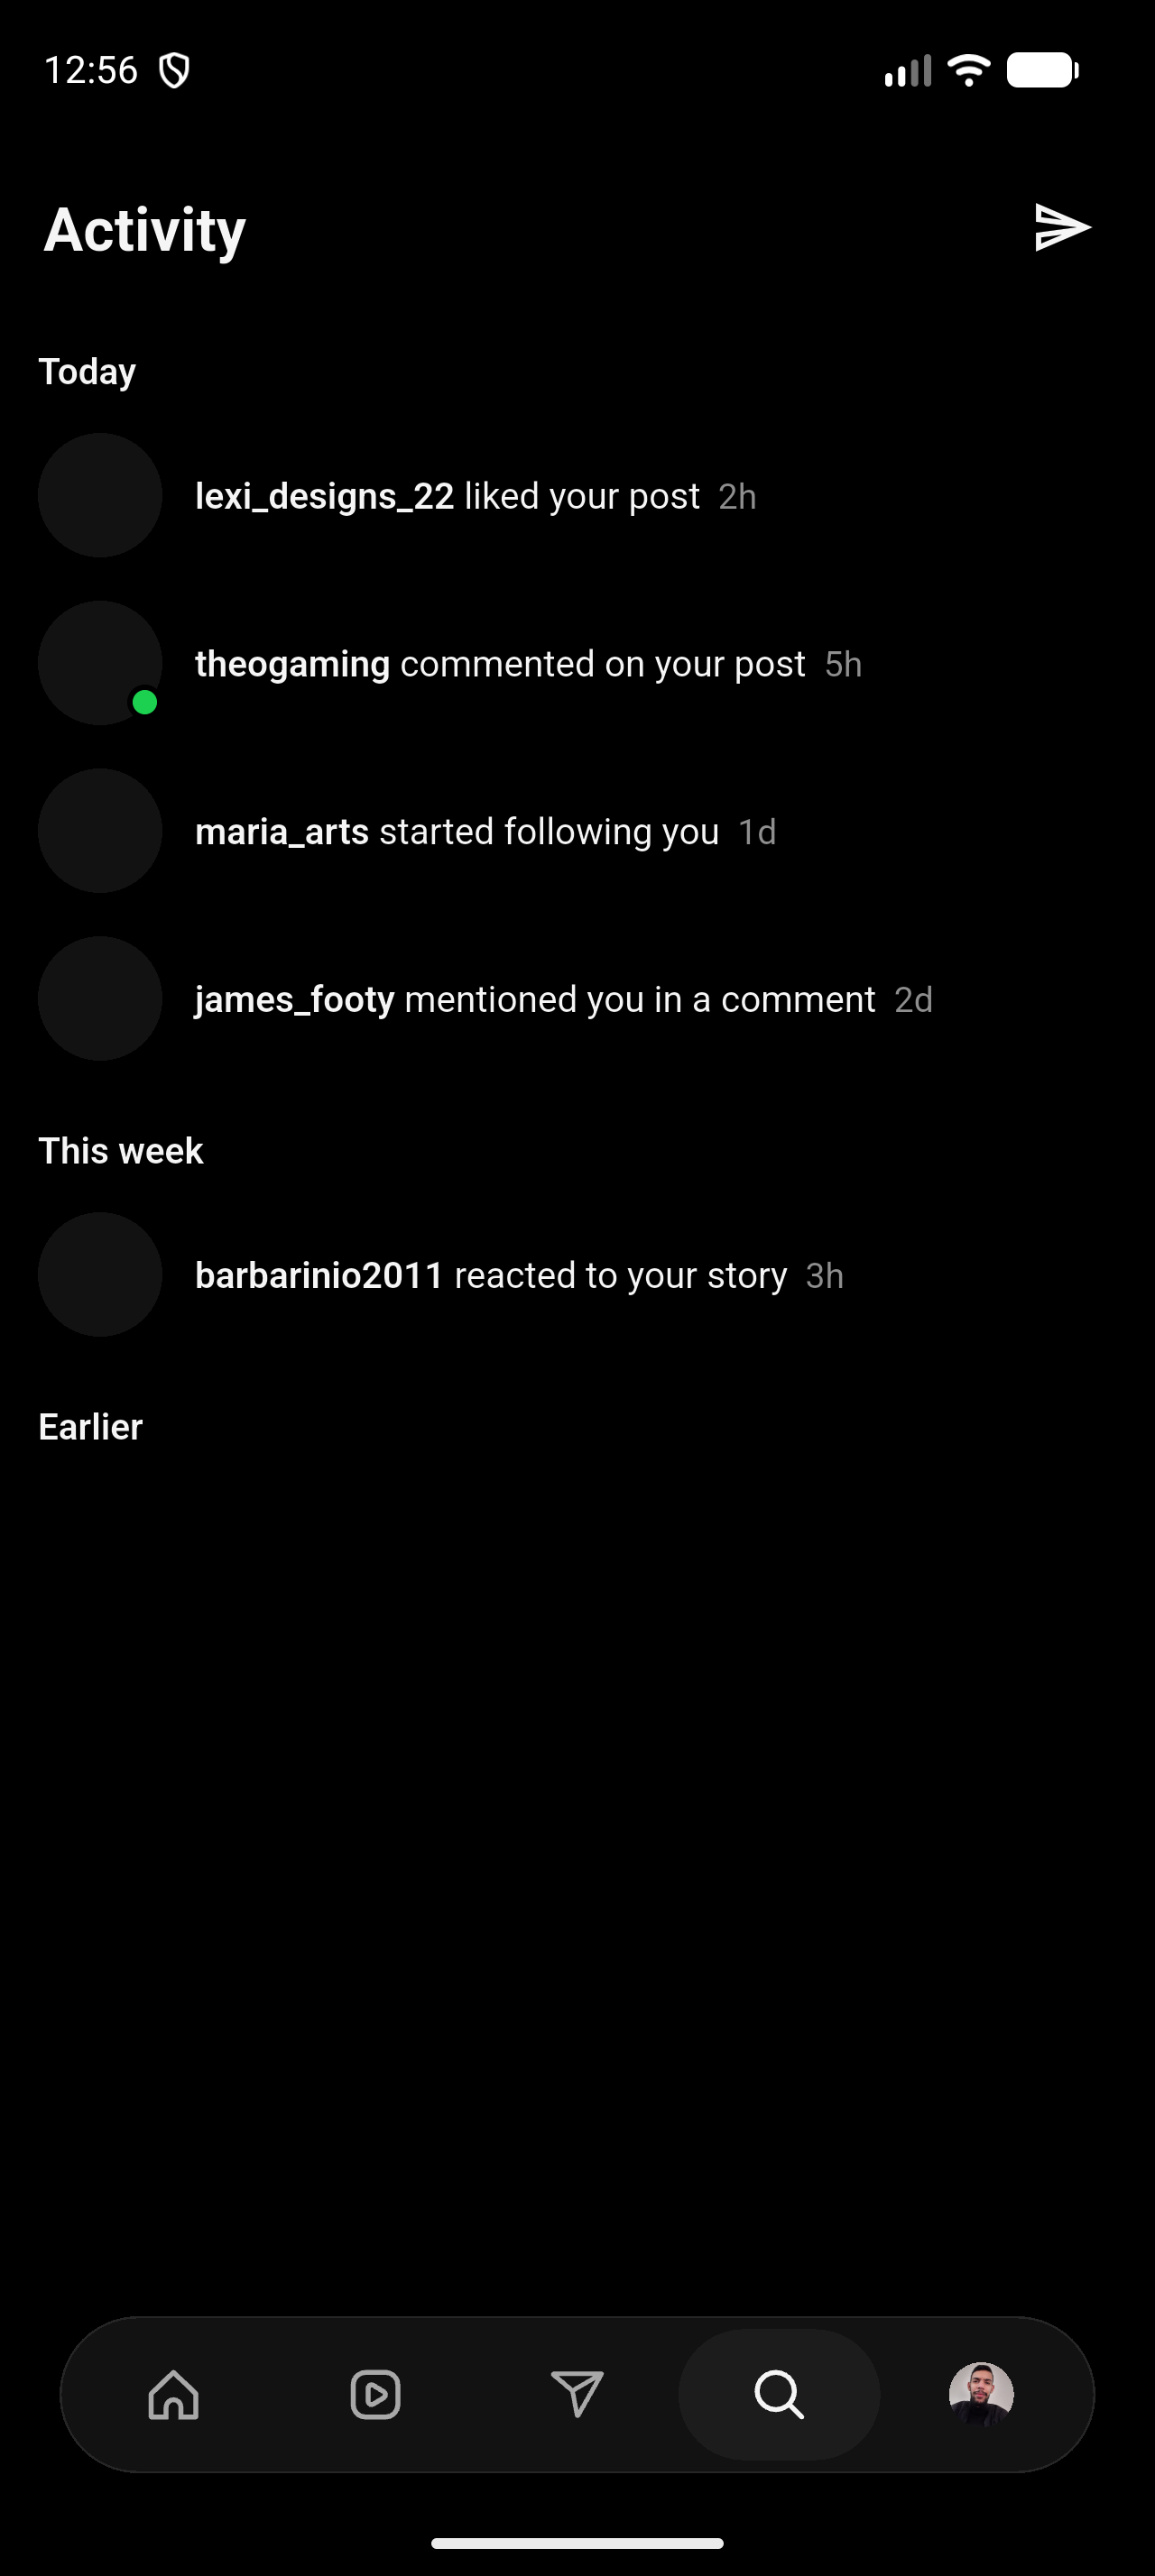 12:56
Activity
Today
lexi_designs_22 liked your post 2h
theogaming commented on your post 5h
maria_arts started following you 1d
james_footy mentioned you in a comment 2d
This week
barbarinio2011 reacted to your story 3h
Earlier